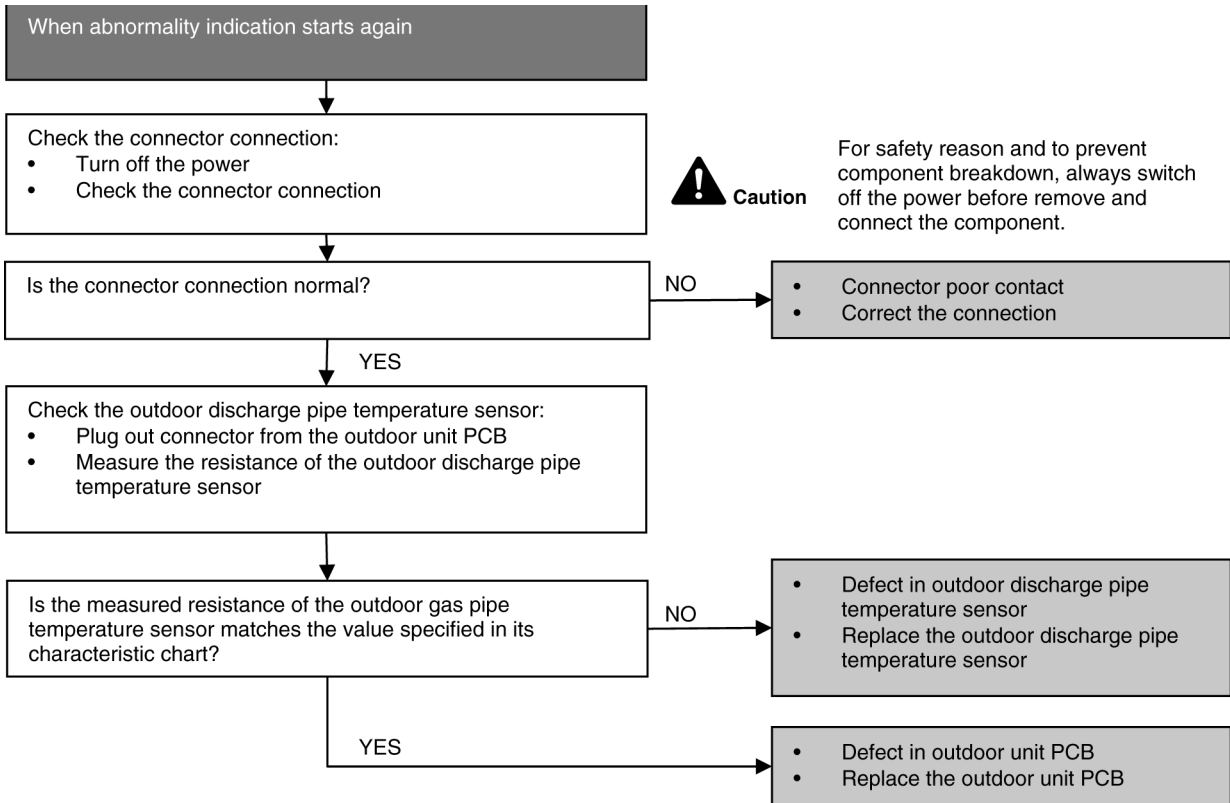 When abnormality indication starts again
Check the connector connection:
• Turn off the power
• Check the connector connection
Caution
For safety reason and to prevent
component breakdown, always switch
off the power before remove and
connect the component.
Is the connector connection normal?
NO
• Connector poor contact
• Correct the connection
YES
Check the outdoor discharge pipe temperature sensor:
• Plug out connector from the outdoor unit PCB
• Measure the resistance of the outdoor discharge pipe
temperature sensor
Is the measured resistance of the outdoor gas pipe
temperature sensor matches the value specified in its
characteristic chart?
NO
• Defect in outdoor discharge pipe
temperature sensor
• Replace the outdoor discharge pipe
temperature sensor
YES
• Defect in outdoor unit PCB
• Replace the outdoor unit PCB